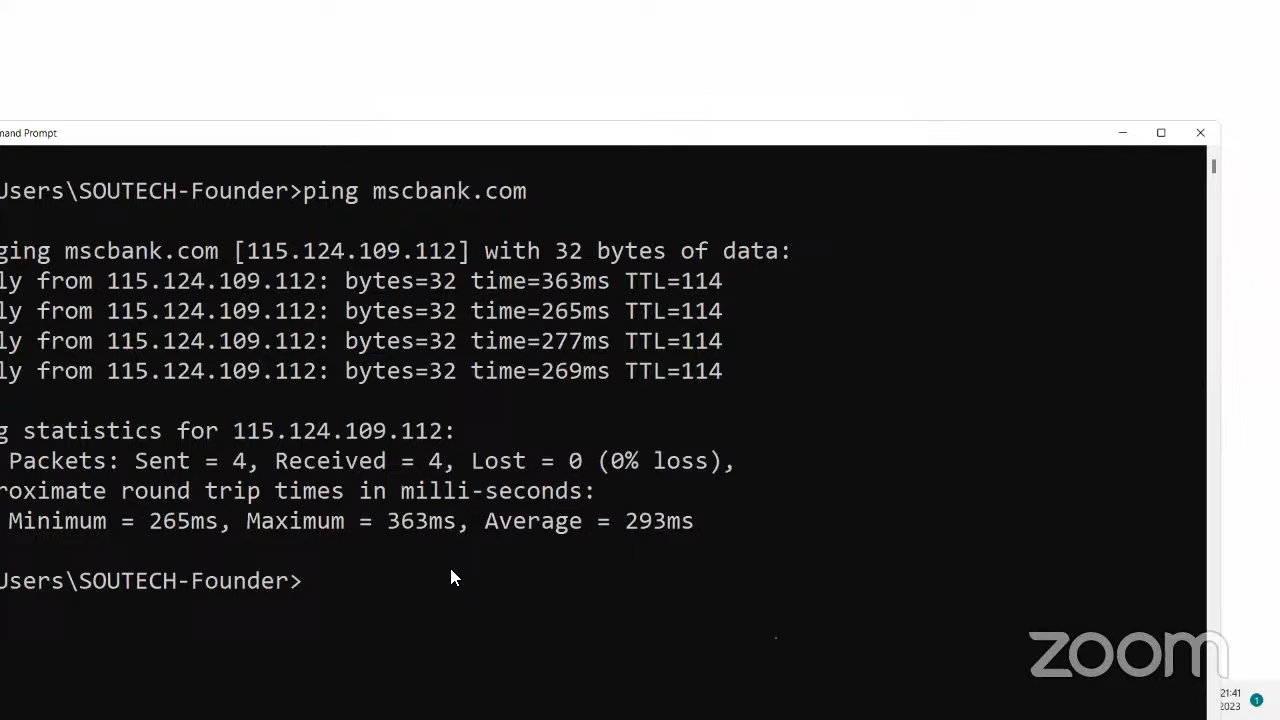 mand Prompt
Users\SOUTECH-Founder>ping mscbank.com
ging mscbank.com [115.124.109.112] with 32 bytes of data:
ly from 115.124.109.112: bytes=32 time=363ms TTL=114
ly from 115.124.109.112: bytes=32 time=265ms TTL=114
ly from 115.124.109.112: bytes=32 time=277ms TTL=114
ly from 115.124.109.112: bytes=32 time=269ms TTL=114
g statistics for 115.124.109.112:
Packets: Sent = 4, Received = 4, Lost = 0 (0% loss),
roximate round trip times in milli-seconds:
Minimum = 265ms, Maximum = 363ms, Average = 293ms
Users\SOUTECH-Founder>
zoom
21:41
2023
1